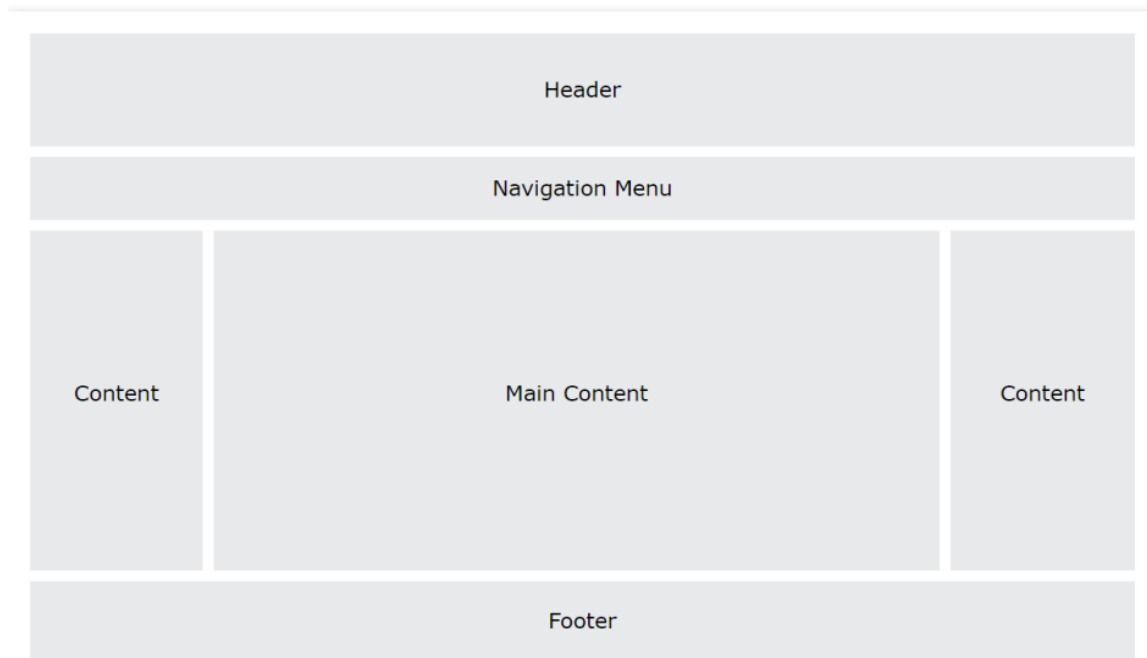 Header
Navigation Menu
Content
Main Content
Content
Footer